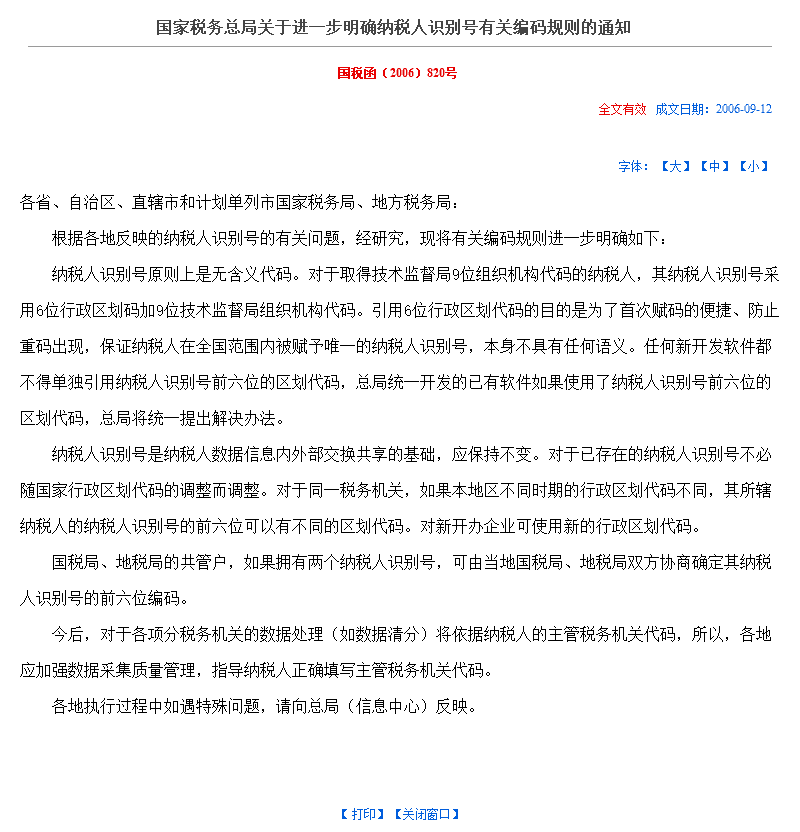 国家税务总局关于进一步明确纳税人识别号有关编码规则的通知
国税函〔2006〕820号
全文有效 成文日期：2006-09-12
字体：【大】【中】【小】
各省、自治区、直辖市和计划单列市国家税务局、地方税务局：
根据各地反映的纳税人识别号的有关问题，经研究，现将有关编码规则进一步明确如下：
纳税人识别号原则上是无含义代码。对于取得技术监督局9位组织机构代码的纳税人，其纳税人识别号采
用6位行政区划码加9位技术监督局组织机构代码。引用6位行政区划代码的目的是为了首次赋码的便捷、防止
重码出现，保证纳税人在全国范围内被赋予唯一的纳税人识别号，本身不具有任何语义。任何新开发软件都
不得单独引用纳税人识别号前六位的区划代码，总局统一开发的已有软件如果使用了纳税人识别号前六位的
区划代码，总局将统一提出解决办法。
纳税人识别号是纳税人数据信息内外部交换共享的基础，应保持不变。对于已存在的纳税人识别号不必
随国家行政区划代码的调整而调整。对于同一税务机关，如果本地区不同时期的行政区划代码不同，其所辖
纳税人的纳税人识别号的前六位可以有不同的区划代码。对新开办企业可使用新的行政区划代码。
国税局、地税局的共管户，如果拥有两个纳税人识别号，可由当地国税局、地税局双方协商确定其纳税
人识别号的前六位编码。
今后，对于各项分税务机关的数据处理（如数据清分）将依据纳税人的主管税务机关代码，所以，各地
应加强数据采集质量管理，指导纳税人正确填写主管税务机关代码。
各地执行过程中如遇特殊问题，请向总局（信息中心）反映。
【 打印】【关闭窗口】